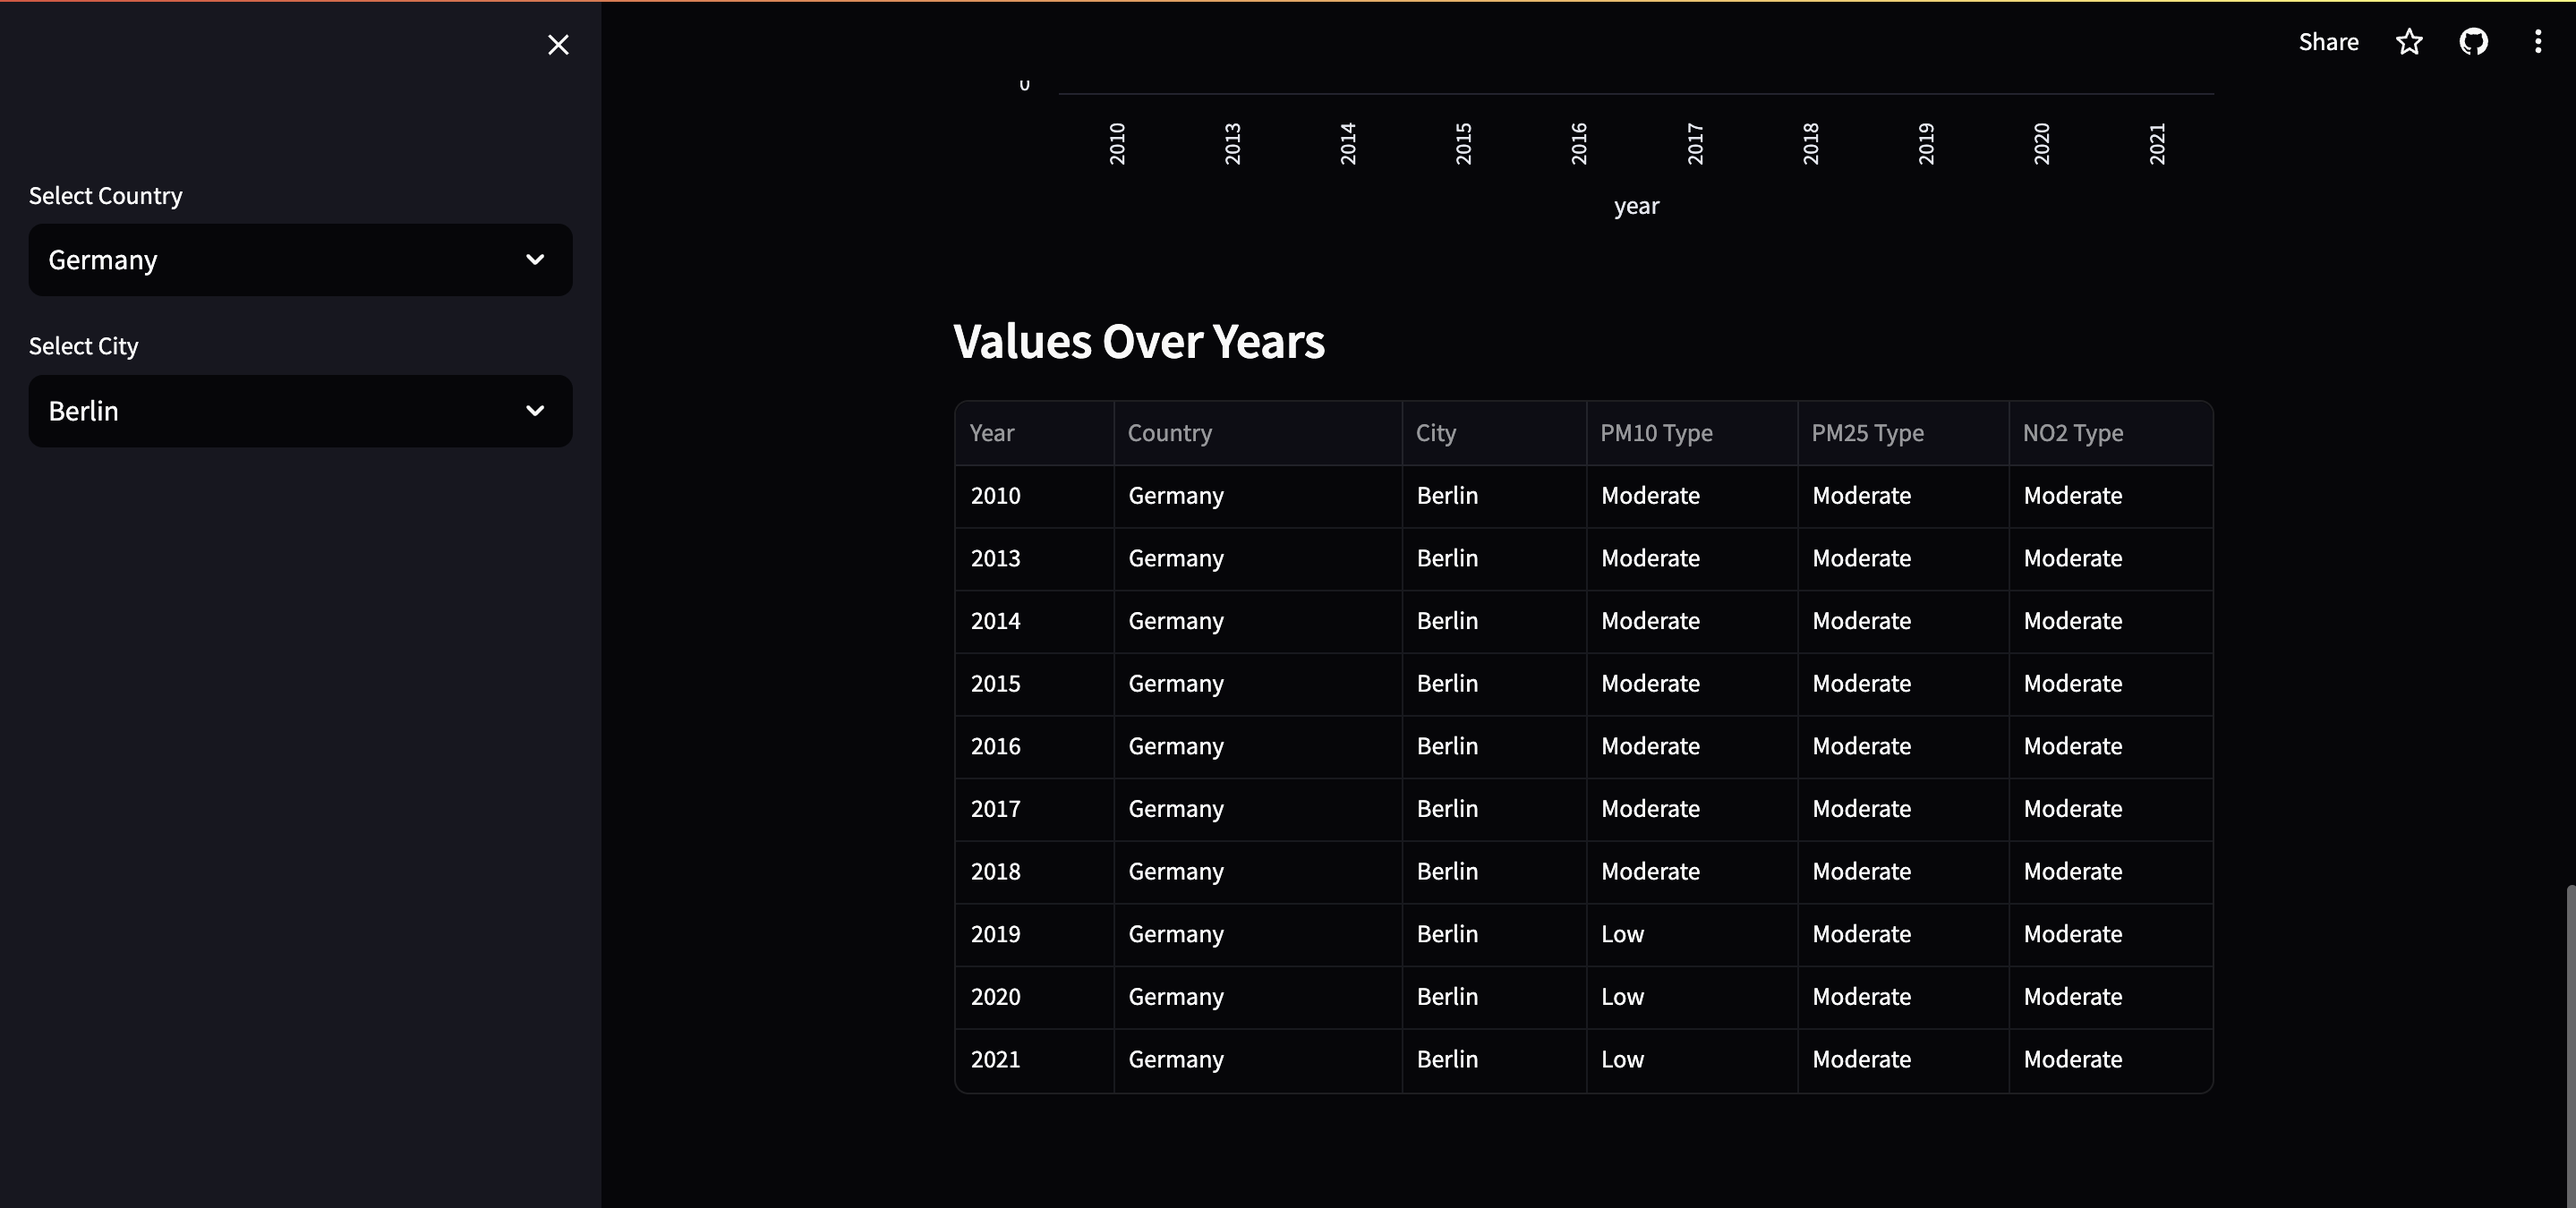 Share
0
2010 2013 2014 2015 2016 2017 2018 2019 2020 2021
year
Select Country
Germany
Select City
Berlin
Values Over Years
Year Country City PM10 Type PM25 Type NO2 Type
2010 Germany Berlin Moderate Moderate Moderate
2013 Germany Berlin Moderate Moderate Moderate
2014 Germany Berlin Moderate Moderate Moderate
2015 Germany Berlin Moderate Moderate Moderate
2016 Germany Berlin Moderate Moderate Moderate
2017 Germany Berlin Moderate Moderate Moderate
2018 Germany Berlin Moderate Moderate Moderate
2019 Germany Berlin Low Moderate Moderate
2020 Germany Berlin Low Moderate Moderate
2021 Germany Berlin Low Moderate Moderate